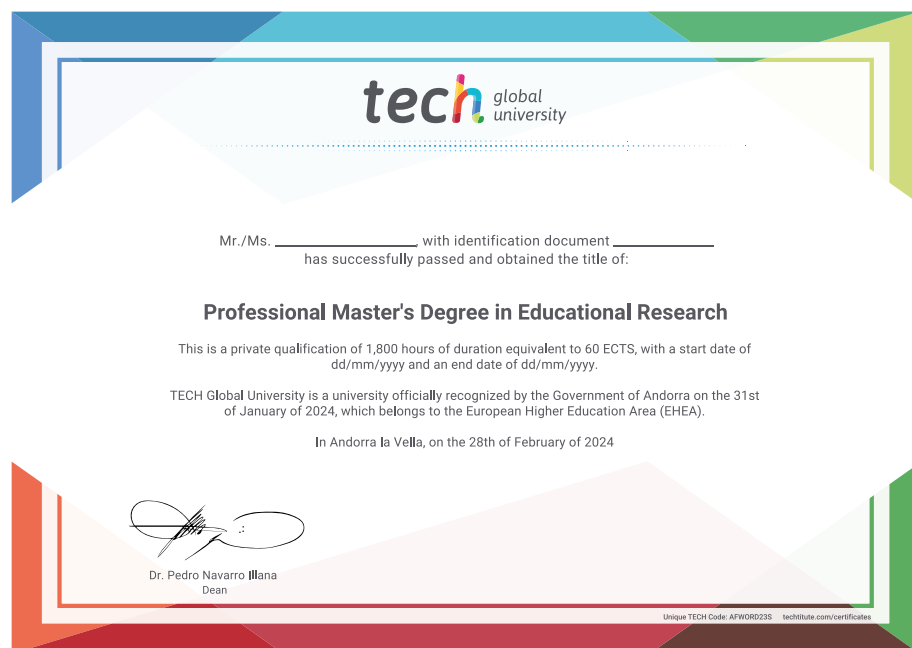 tech global university
Mr./Ms. ____________, with identification document ____________
has successfully passed and obtained the title of:
Professional Master's Degree in Educational Research
This is a private qualification of 1,800 hours of duration equivalent to 60 ECTS, with a start date of
dd/mm/yyyy and an end date of dd/mm/yyyy.
TECH Global University is a university officially recognized by the Government of Andorra on the 31st
of January of 2024, which belongs to the European Higher Education Area (EHEA).
In Andorra la Vella, on the 28th of February of 2024
Dr. Pedro Navarro Illana
Dean
Unique TECH Code: AFWORD23S techtitute.com/certificates